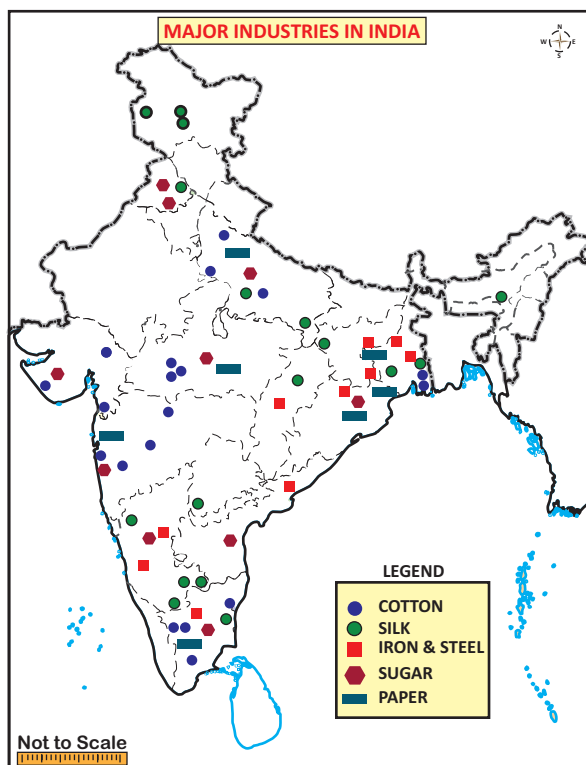 MAJOR INDUSTRIES IN INDIA
N
W E
S
LEGEND
COTTON
SILK
IRON & STEEL
SUGAR
PAPER
Not to Scale